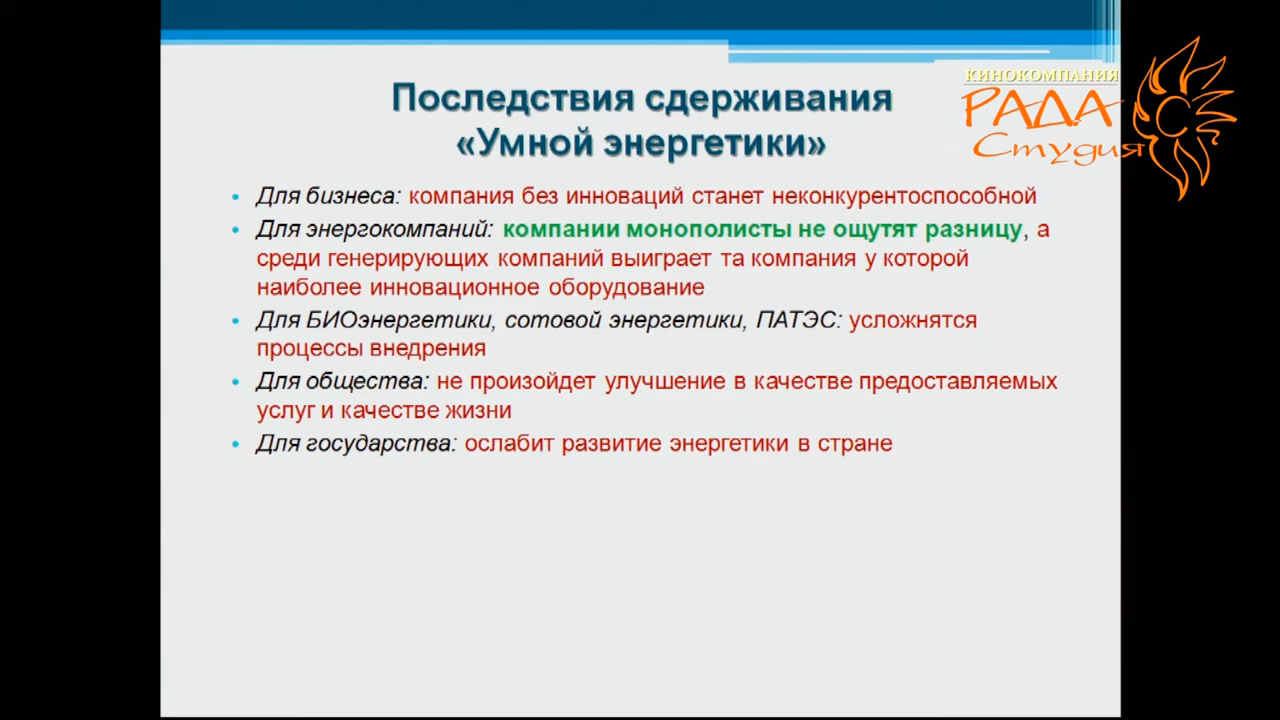 Последствия сдерживания
«Умной энергетики»
КИНОКОМПАНИЯ
РАДА
Студия
• Для бизнеса: компания без инноваций станет неконкурентоспособной
• Для энергокомпаний: компании монополисты не ощутят разницу, а
среди генерирующих компаний выиграет та компания у которой
наиболее инновационное оборудование
• Для БИОэнергетики, сотовой энергетики, ПАТЭС: усложнятся
процессы внедрения
• Для общества: не произойдет улучшение в качестве предоставляемых
услуг и качестве жизни
• Для государства: ослабит развитие энергетики в стране